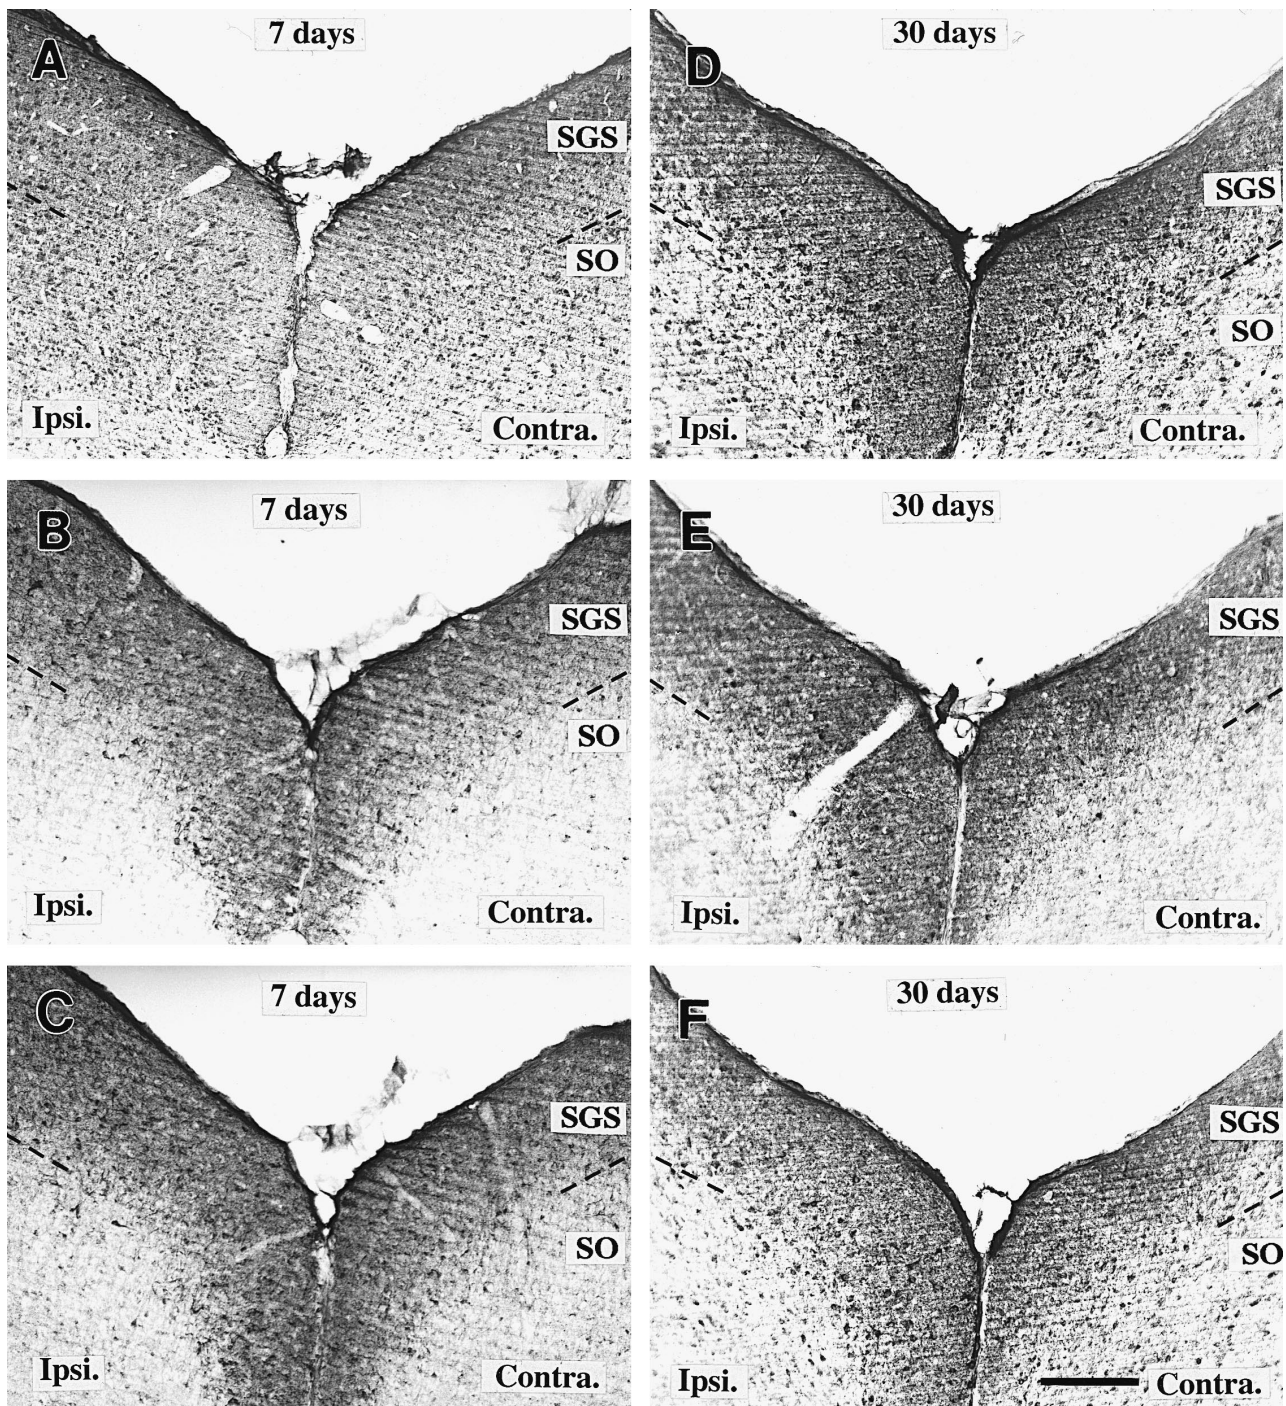 A
7 days
SGS
SO
Ipsi.
Contra.
D
30 days
SGS
SO
Ipsi.
Contra.
B
7 days
SGS
SO
Ipsi.
Contra.
E
30 days
SGS
SO
Ipsi.
Contra.
C
7 days
SGS
SO
Ipsi.
Contra.
F
30 days
SGS
SO
Ipsi.
Contra.